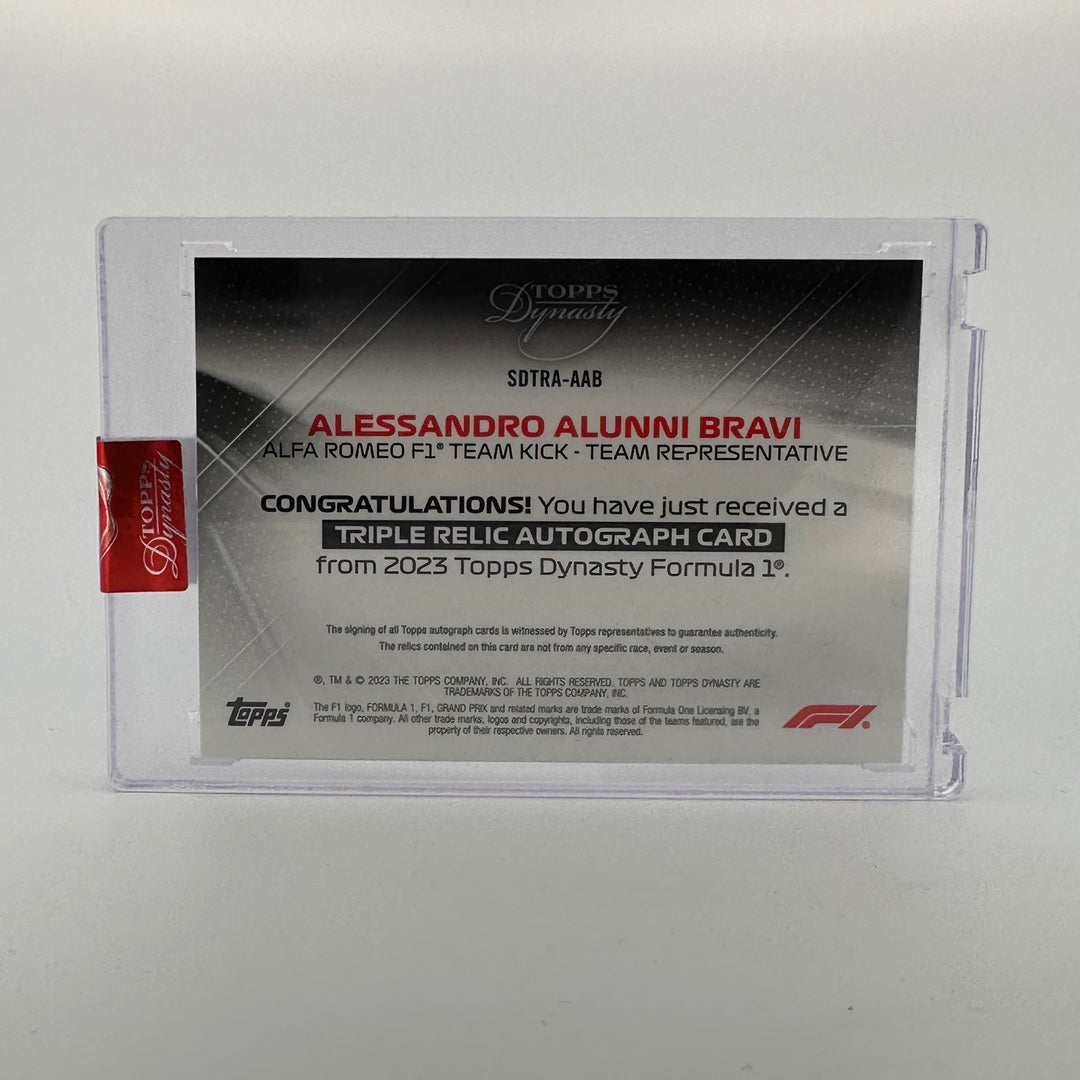 TOPPS
Dynasty
SDTRA-AAB
ALESSANDRO ALUNNI BRAVI
ALFA ROMEO F1® TEAM KICK - TEAM REPRESENTATIVE
CONGRATULATIONS! You have just received a
TRIPLE RELIC AUTOGRAPH CARD
from 2023 Topps Dynasty Formula 1®.
The signing of all Topps autograph cards is witnessed by Topps representatives to guarantee authenticity.
The relics contained on this card are not from any specific race, event or season.
®, TM & © 2023 THE TOPPS COMPANY, INC. ALL RIGHTS RESERVED. TOPPS AND TOPPS DYNASTY ARE
TRADEMARKS OF THE TOPPS COMPANY, INC.
The F1 logo, FORMULA 1, F1, GRAND PRIX and related marks are trade marks of Formula One Licensing BV, a
Formula 1 company. All other trade marks, logos and copyrights, including those of the teams featured, are the
property of their respective owners. All rights reserved.
topps®
F1®
TOPPS
Dynasty